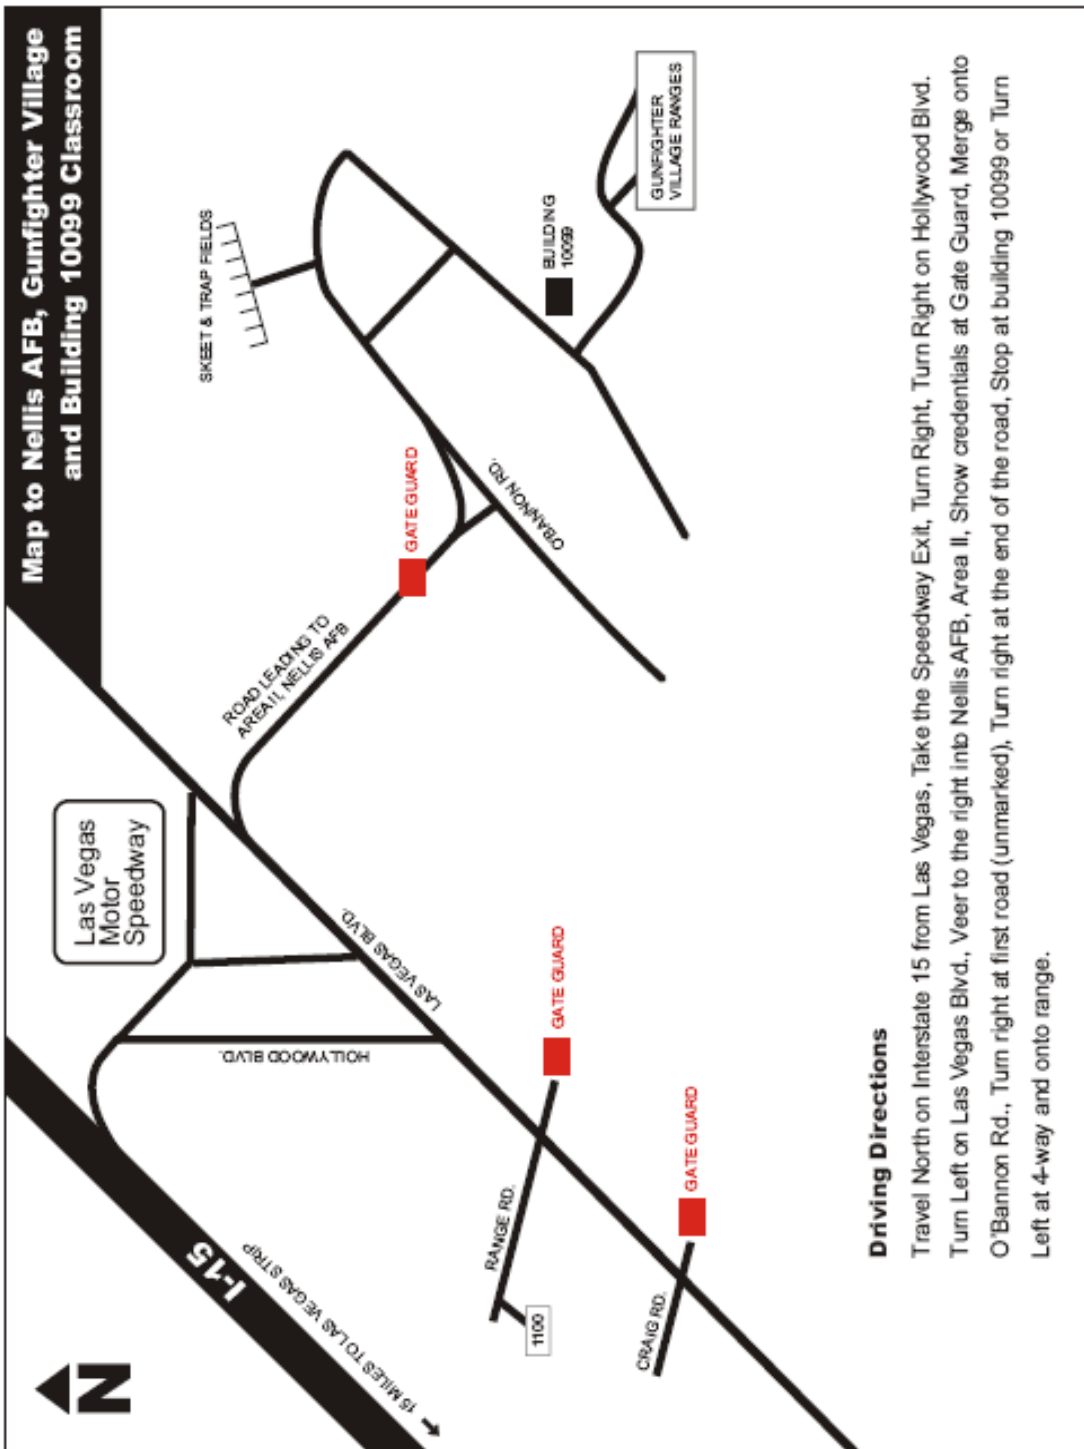 Map to Nellis AFB, Gunfighter Village
and Building 10099 Classroom
N
I-15
15 MILES TO LAS VEGAS STRIP
Las Vegas
Motor
Speedway
HOLLYWOOD BLVD.
LAS VEGAS BLVD.
ROAD LEADING TO
AREA II, NELLIS AFB
GATE GUARD
SKEET & TRAP FIELDS
O'BANNON RD.
BUILDING
10099
GUNFIGHTER
VILLAGE RANGES
RANGE RD.
1100
GATE GUARD
CRAIG RD.
GATE GUARD
Driving Directions
Travel North on Interstate 15 from Las Vegas, Take the Speedway Exit, Turn Right, Turn Right on Hollywood Blvd.
Turn Left on Las Vegas Blvd., Veer to the right into Nellis AFB, Area II, Show credentials at Gate Guard, Merge onto
O'Bannon Rd., Turn right at first road (unmarked), Turn right at the end of the road, Stop at building 10099 or Turn
Left at 4-way and onto range.